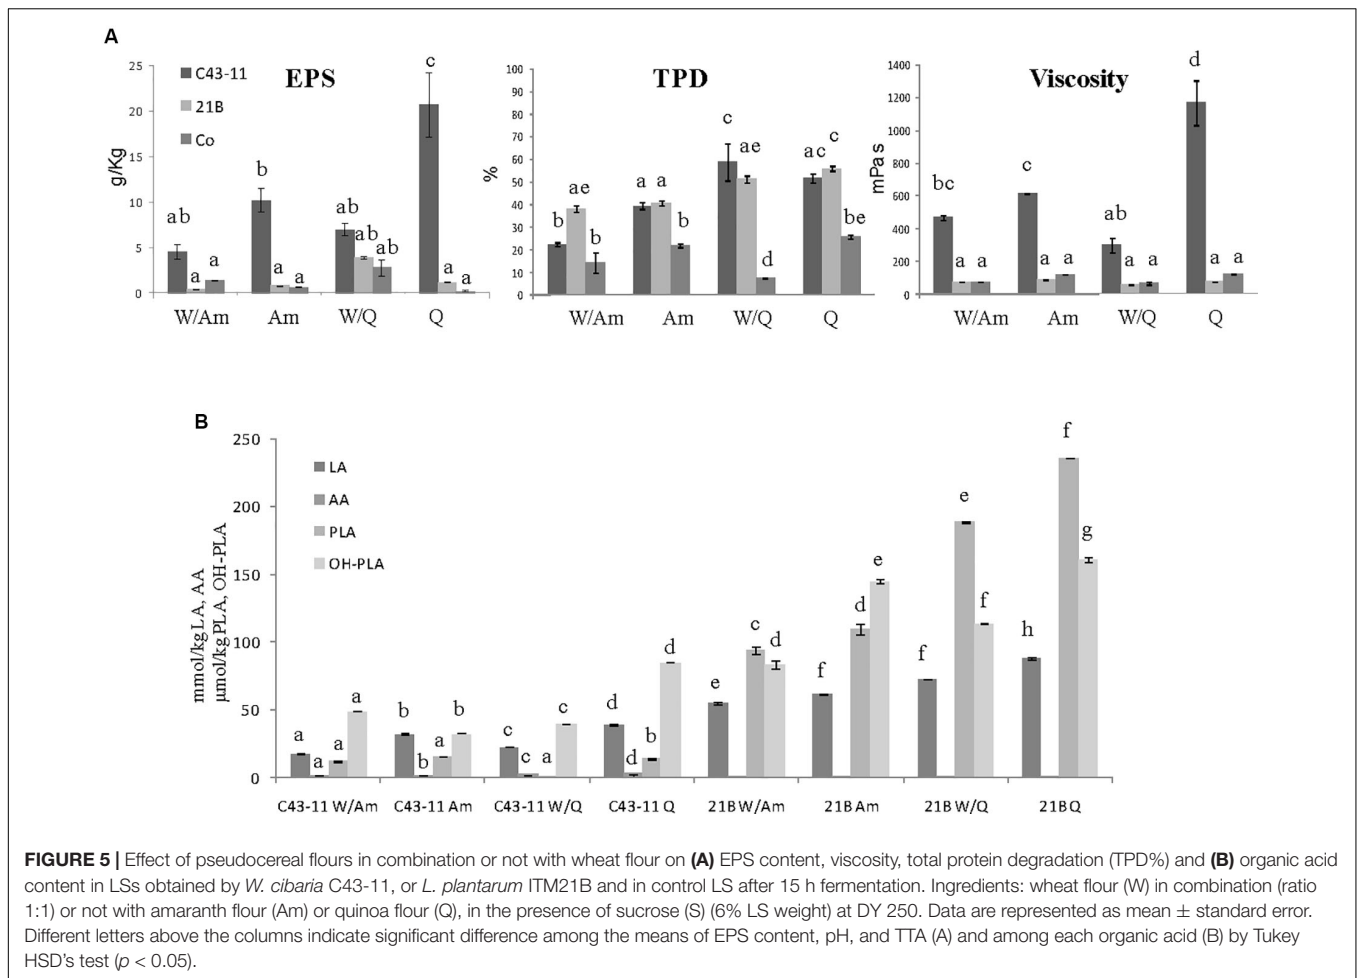 A
EPS
C43-11
21B
Co
g/Kg
25
20
15
10
5
0
ab a a
b a a
ab ab ab
c a a
W/Am Am W/Q Q
TPD
%
100
90
80
70
60
50
40
30
20
10
0
b ae b
a a b
c ae d
ac c be
W/Am Am W/Q Q
Viscosity
mPa s
1400
1200
1000
800
600
400
200
0
bc a a
c a a
ab a a
d a a
W/Am Am W/Q Q
B
LA
AA
PLA
OH-PLA
mmol/kg LA, AA
µmol/kg PLA, OH-PLA
250
200
150
100
50
0
a a a a
b b a b
c c a c
d d b d
e c d
f d e
f e f
h f g
C43-11 W/Am C43-11 Am C43-11 W/Q C43-11 Q 21B W/Am 21B Am 21B W/Q 21B Q
FIGURE 5 | Effect of pseudocereal flours in combination or not with wheat flour on (A) EPS content, viscosity, total protein degradation (TPD%) and (B) organic acid
content in LSs obtained by W. cibaria C43-11, or L. plantarum ITM21B and in control LS after 15 h fermentation. Ingredients: wheat flour (W) in combination (ratio
1:1) or not with amaranth flour (Am) or quinoa flour (Q), in the presence of sucrose (S) (6% LS weight) at DY 250. Data are represented as mean ± standard error.
Different letters above the columns indicate significant difference among the means of EPS content, pH, and TTA (A) and among each organic acid (B) by Tukey
HSD's test (p < 0.05).